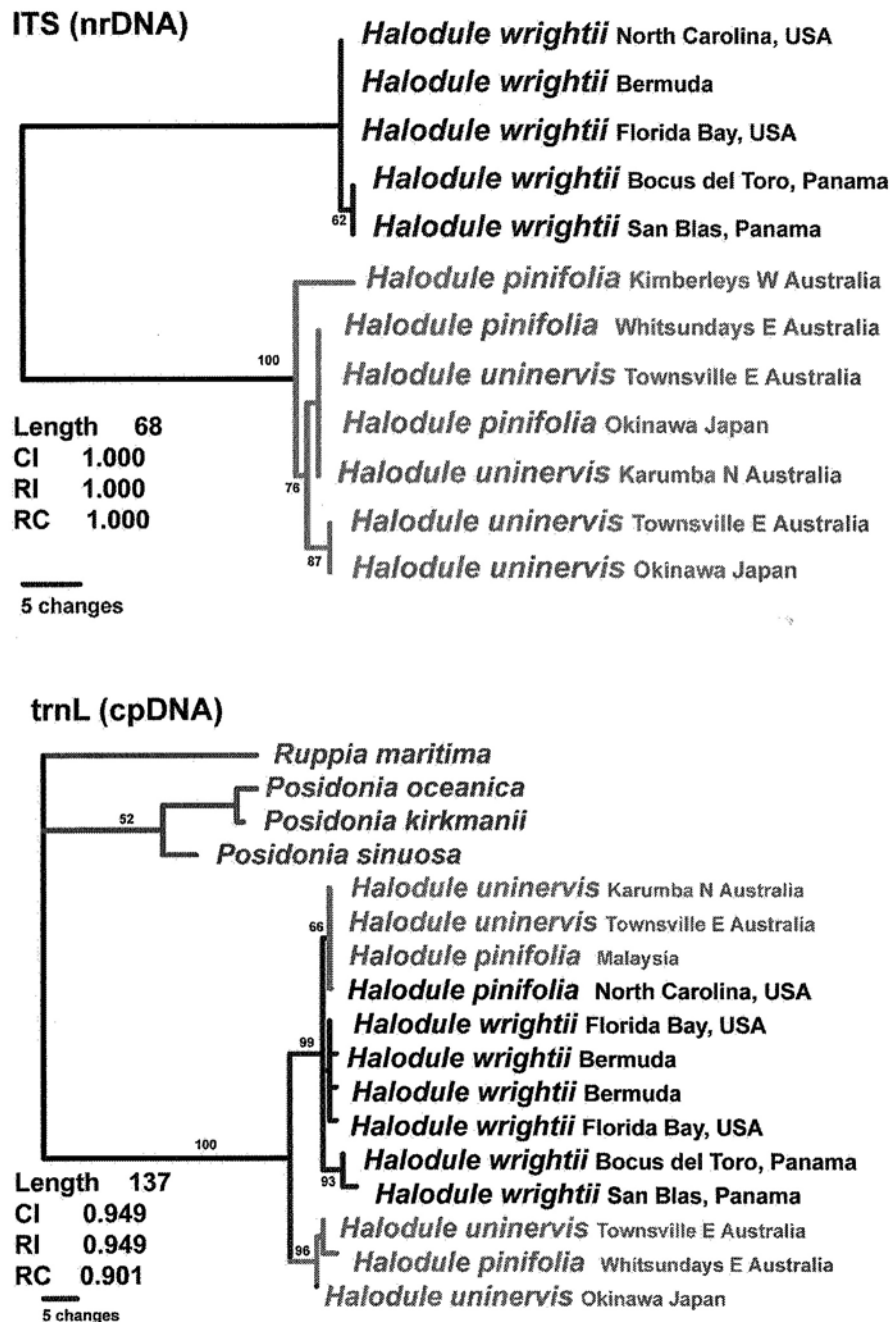 ITS (nrDNA)
Halodule wrightii North Carolina, USA
Halodule wrightii Bermuda
Halodule wrightii Florida Bay, USA
Halodule wrightii Bocus del Toro, Panama
62
Halodule wrightii San Blas, Panama
Halodule pinifolia Kimberleys W Australia
Halodule pinifolia Whitsundays E Australia
100
Halodule uninervis Townsville E Australia
Halodule pinifolia Okinawa Japan
Length 68
CI 1.000
RI 1.000
RC 1.000
76
Halodule uninervis Karumba N Australia
Halodule uninervis Townsville E Australia
87
Halodule uninervis Okinawa Japan
5 changes
trnL (cpDNA)
Ruppia maritima
Posidonia oceanica
52
Posidonia kirkmanii
Posidonia sinuosa
Halodule uninervis Karumba N Australia
66
Halodule uninervis Townsville E Australia
Halodule pinifolia Malaysia
Halodule pinifolia North Carolina, USA
Halodule wrightii Florida Bay, USA
99
Halodule wrightii Bermuda
Halodule wrightii Bermuda
Halodule wrightii Florida Bay, USA
100
Halodule wrightii Bocus del Toro, Panama
93
Halodule wrightii San Blas, Panama
Length 137
CI 0.949
RI 0.949
RC 0.901
Halodule uninervis Townsville E Australia
96
Halodule pinifolia Whitsundays E Australia
Halodule uninervis Okinawa Japan
5 changes